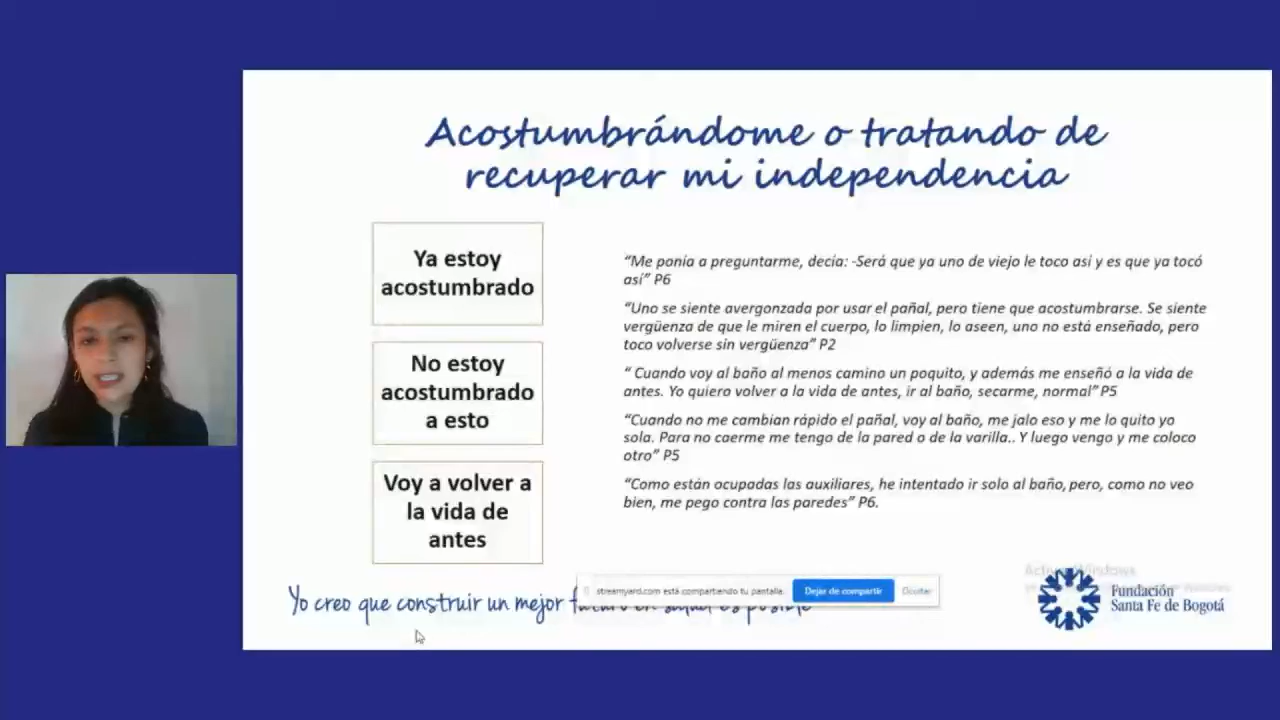 Acostumbrándome o tratando de
recuperar mi independencia
Ya estoy
acostumbrado
No estoy
acostumbrado
a esto
Voy a volver a
la vida de
antes
“Me ponía a preguntarme, decía: -Será que ya uno de viejo le toco así y es que ya tocó
así” P6
“Uno se siente avergonzada por usar el pañal, pero tiene que acostumbrarse. Se siente
vergüenza de que le miren el cuerpo, lo limpien, lo aseen, uno no está enseñado, pero
toco volverse sin vergüenza” P2
“ Cuando voy al baño al menos camino un poquito, y además me enseñó a la vida de
antes. Yo quiero volver a la vida de antes, ir al baño, secarme, normal” P5
“Cuando no me cambian rápido el pañal, voy al baño, me jalo eso y me lo quito yo
sola. Para no caerme me tengo de la pared o de la varilla.. Y luego vengo y me coloco
otro” P5
“Como están ocupadas las auxiliares, he intentado ir solo al baño, pero, como no veo
bien, me pego contra las paredes” P6.
Yo creo que construir un mejor futuro en salud es posible
streamyard.com está compartiendo tu pantalla.
Dejar de compartir
Ocultar
Activar Windows
Fundación
Santa Fe de Bogotá